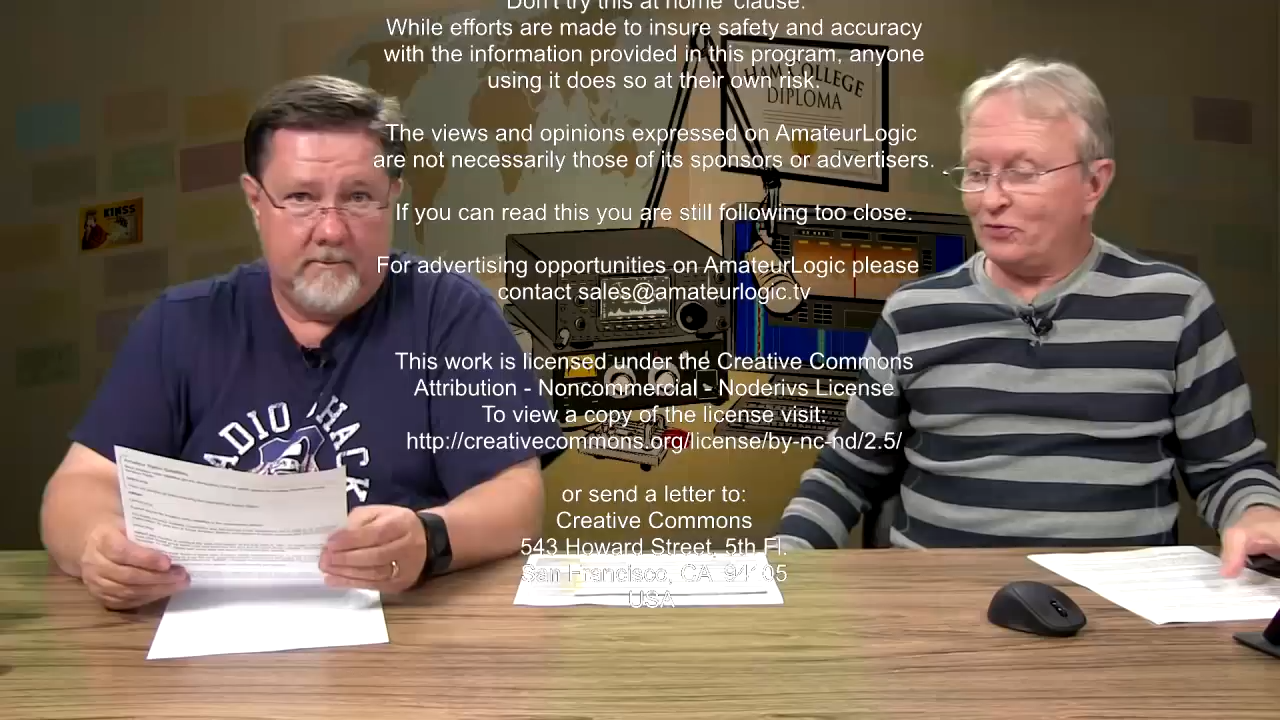 Don't try this at home" clause.
While efforts are made to insure safety and accuracy
with the information provided in this program, anyone
using it does so at their own risk.
HAM COLLEGE
DIPLOMA
The views and opinions expressed on AmateurLogic
are not necessarily those of its sponsors or advertisers.
If you can read this you are still following too close.
For advertising opportunities on AmateurLogic please
contact sales@amateurlogic.tv
This work is licensed under the Creative Commons
Attribution - Noncommercial - Noderivs License
To view a copy of the license visit:
http://creativecommons.org/license/by-nc-nd/2.5/
or send a letter to:
Creative Commons
543 Howard Street, 5th Fl.
San Francisco, CA 94105
USA
ADIO SHACK